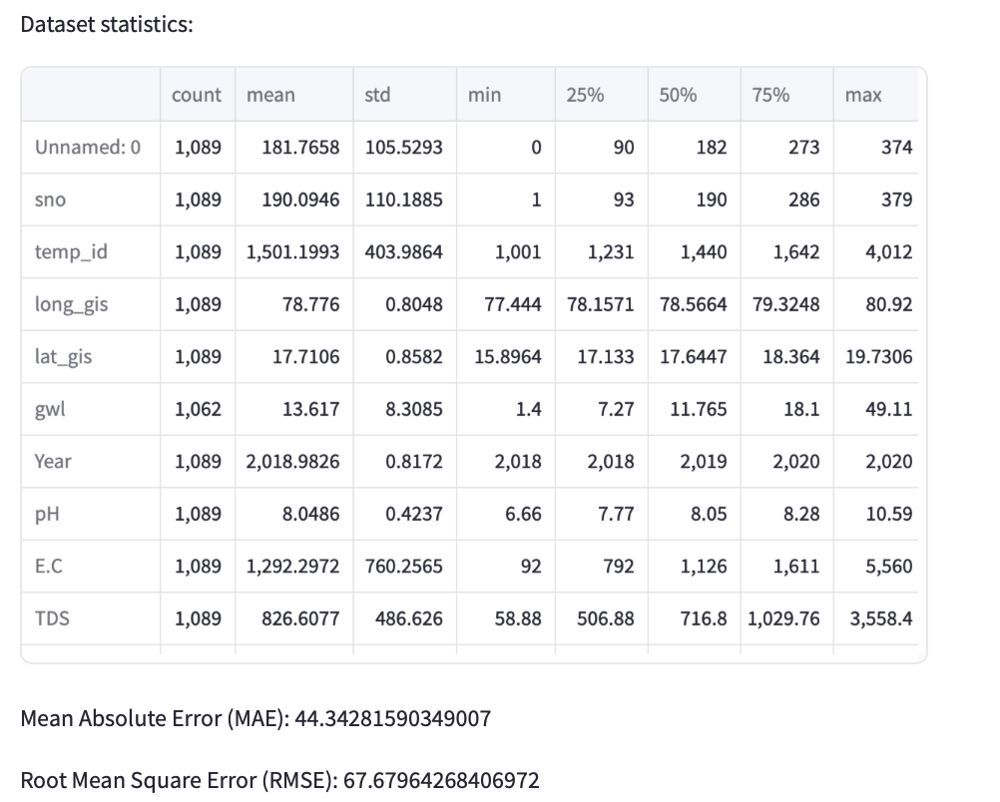 Dataset statistics:
count mean std min 25% 50% 75% max
Unnamed: 0 1,089 181.7658 105.5293 0 90 182 273 374
sno 1,089 190.0946 110.1885 1 93 190 286 379
temp_id 1,089 1,501.1993 403.9864 1,001 1,231 1,440 1,642 4,012
long_gis 1,089 78.776 0.8048 77.444 78.1571 78.5664 79.3248 80.92
lat_gis 1,089 17.7106 0.8582 15.8964 17.133 17.6447 18.364 19.7306
gwl 1,062 13.617 8.3085 1.4 7.27 11.765 18.1 49.11
Year 1,089 2,018.9826 0.8172 2,018 2,018 2,019 2,020 2,020
pH 1,089 8.0486 0.4237 6.66 7.77 8.05 8.28 10.59
E.C 1,089 1,292.2972 760.2565 92 792 1,126 1,611 5,560
TDS 1,089 826.6077 486.626 58.88 506.88 716.8 1,029.76 3,558.4
Mean Absolute Error (MAE): 44.34281590349007
Root Mean Square Error (RMSE): 67.67964268406972